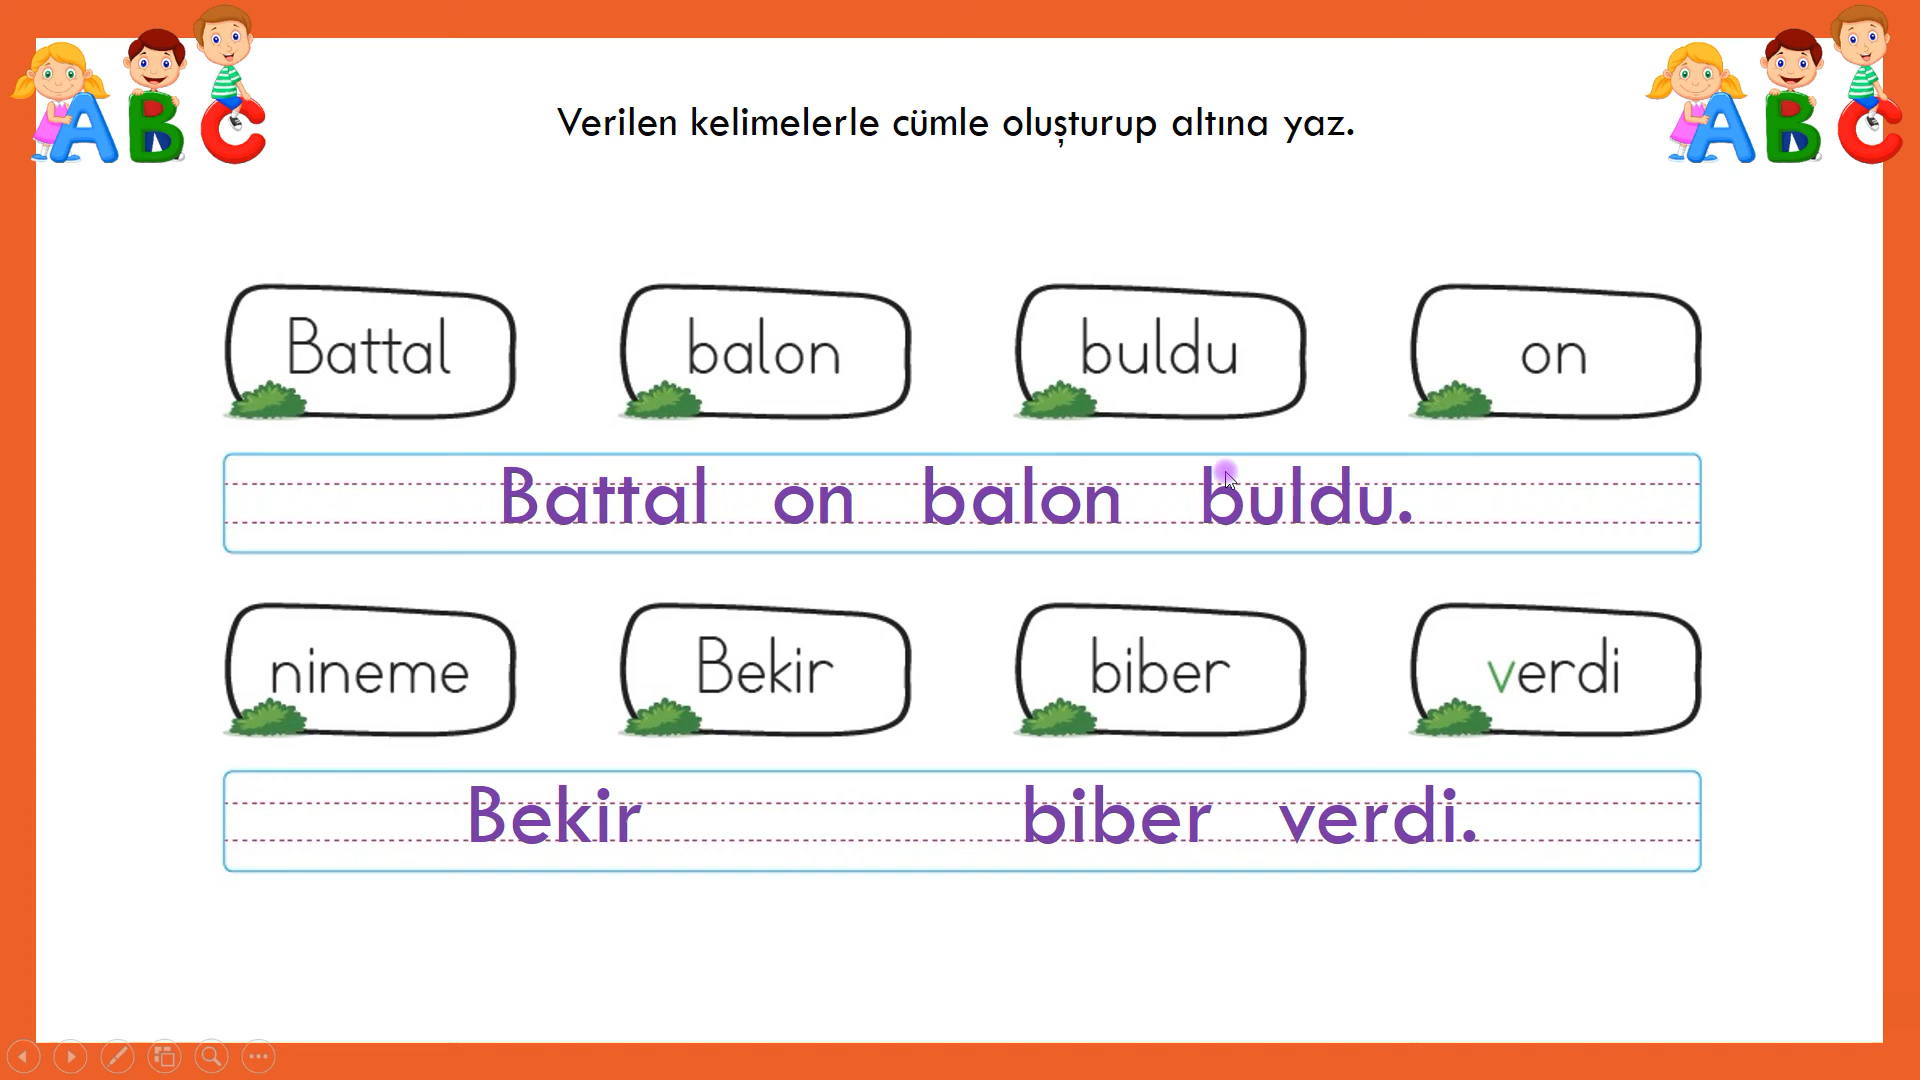 A B C
A B C
Verilen kelimelerle cümle oluşturup altına yaz.
Battal balon buldu on
Battal on balon buldu.
nineme Bekir biber verdi
Bekir biber verdi.